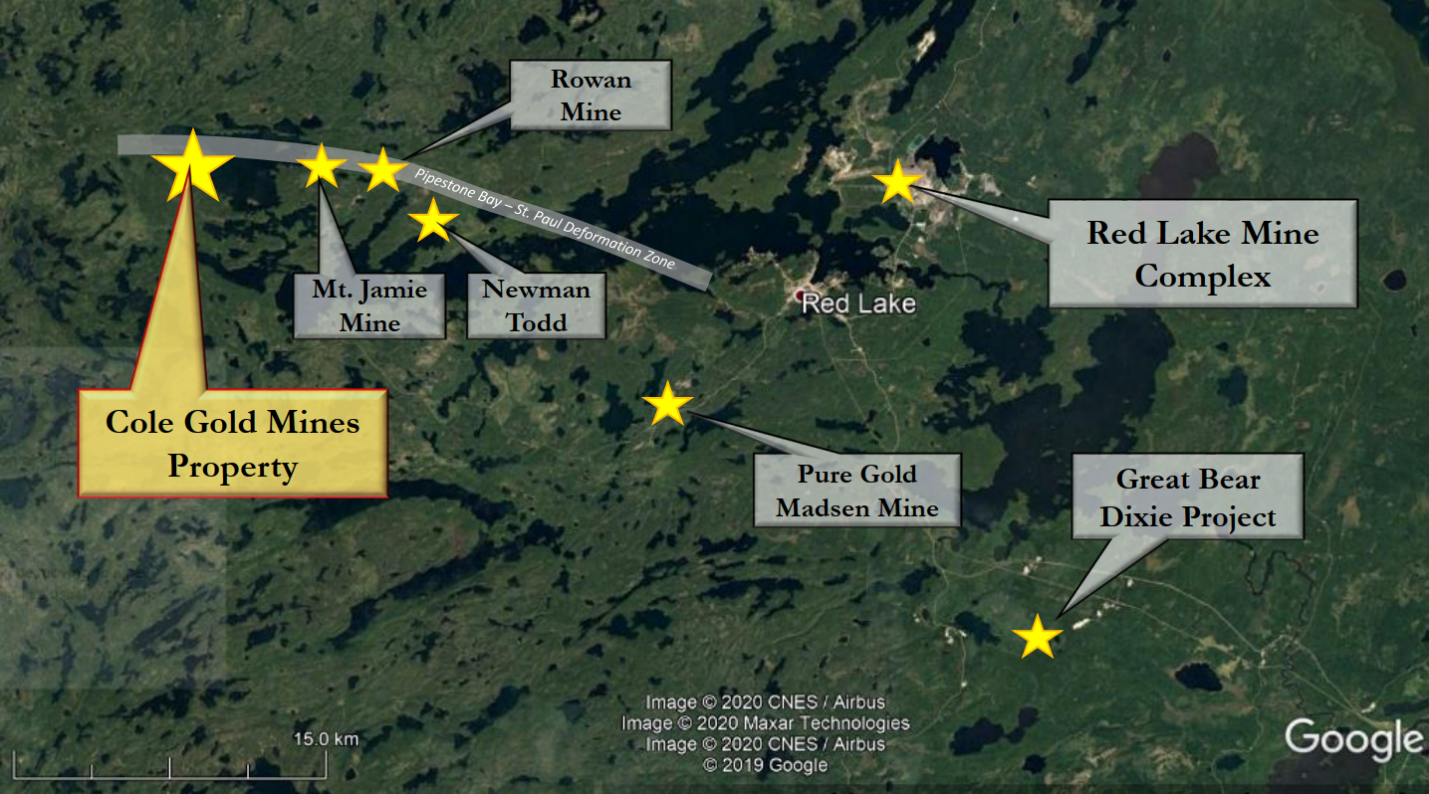 Rowan
Mine
Pipestone Bay – St. Paul Deformation Zone
Red Lake Mine
Complex
Mt. Jamie
Mine
Newman
Todd
Red Lake
Cole Gold Mines
Property
Pure Gold
Madsen Mine
Great Bear
Dixie Project
Image © 2020 CNES / Airbus
Image © 2020 Maxar Technologies
Image © 2020 CNES / Airbus
© 2019 Google
15.0 km
Google